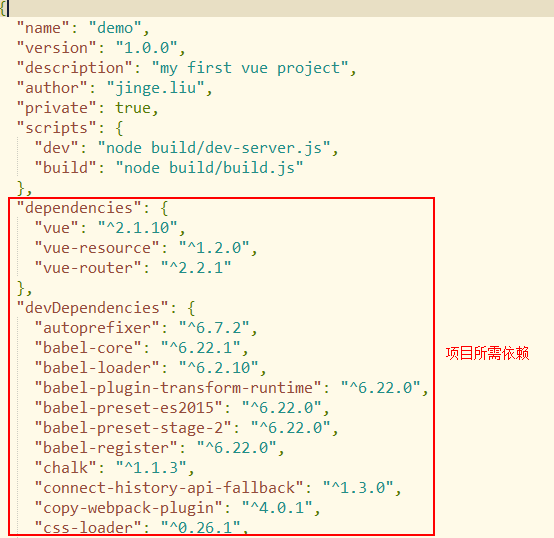 {
"name": "demo",
"version": "1.0.0",
"description": "my first vue project",
"author": "jinge.liu",
"private": true,
"scripts": {
"dev": "node build/dev-server.js",
"build": "node build/build.js"
},
"dependencies": {
"vue": "^2.1.10",
"vue-resource": "^1.2.0",
"vue-router": "^2.2.1"
},
"devDependencies": {
"autoprefixer": "^6.7.2",
"babel-core": "^6.22.1",
"babel-loader": "^6.2.10",
项目所需依赖
"babel-plugin-transform-runtime": "^6.22.0",
"babel-preset-es2015": "^6.22.0",
"babel-preset-stage-2": "^6.22.0",
"babel-register": "^6.22.0",
"chalk": "^1.1.3",
"connect-history-api-fallback": "^1.3.0",
"copy-webpack-plugin": "^4.0.1",
"css-loader": "^0.26.1",